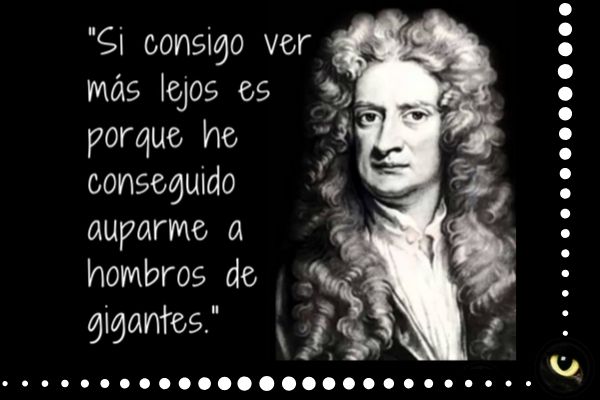 "Si consigo ver
más lejos es
porque he
conseguido
auparme a
hombros de
gigantes."